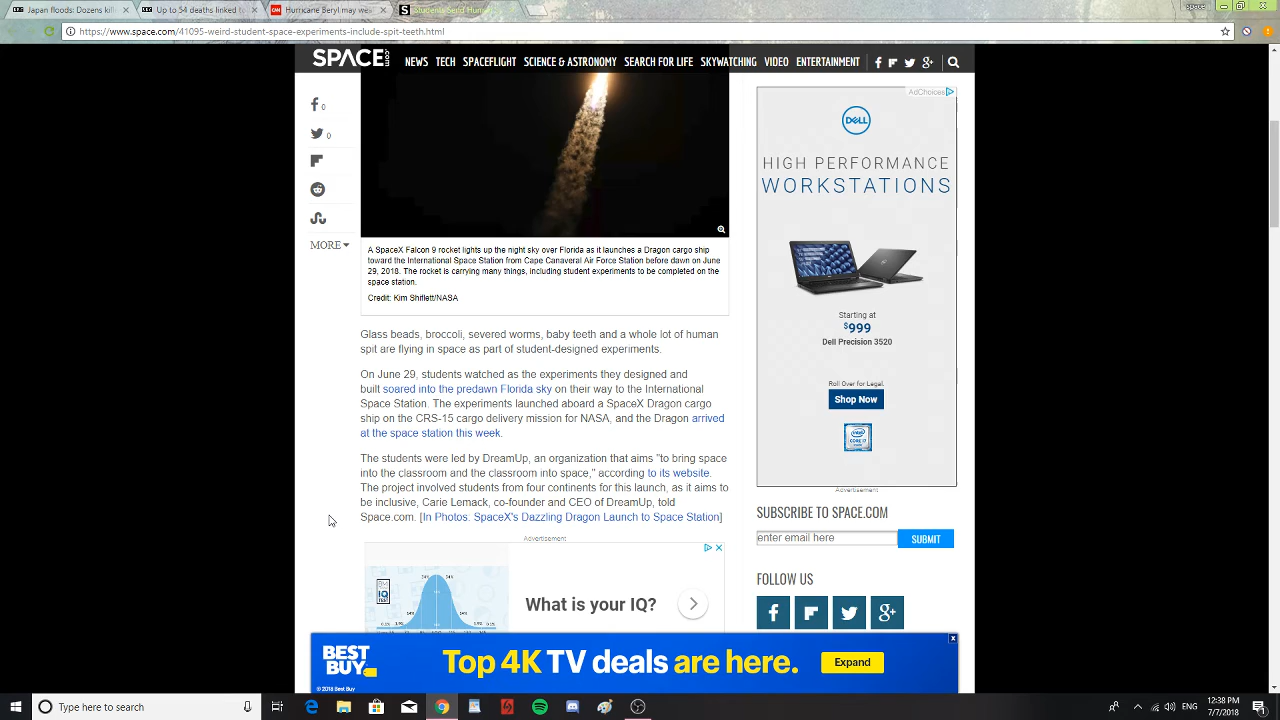 Japan floods: Dozens kill
Up to 54 deaths linked to
Hurricane Beryl may wea
Students Send Human
space
https://www.space.com/41095-weird-student-space-experiments-include-spit-teeth.html
SPACE.com
NEWS TECH SPACEFLIGHT SCIENCE & ASTRONOMY SEARCH FOR LIFE SKYWATCHING VIDEO ENTERTAINMENT
0
0
MORE
A SpaceX Falcon 9 rocket lights up the night sky over Florida as it launches a Dragon cargo ship
toward the International Space Station from Cape Canaveral Air Force Station before dawn on June
29, 2018. The rocket is carrying many things, including student experiments to be completed on the
space station.
Credit: Kim Shiflett/NASA
Glass beads, broccoli, severed worms, baby teeth and a whole lot of human
spit are flying in space as part of student-designed experiments.
On June 29, students watched as the experiments they designed and
built soared into the predawn Florida sky on their way to the International
Space Station. The experiments launched aboard a SpaceX Dragon cargo
ship on the CRS-15 cargo delivery mission for NASA, and the Dragon arrived
at the space station this week.
The students were led by DreamUp, an organization that aims "to bring space
into the classroom and the classroom into space," according to its website.
The project involved students from four continents for this launch, as it aims to
be inclusive, Carie Lemack, co-founder and CEO of DreamUp, told
Space.com. [In Photos: SpaceX's Dazzling Dragon Launch to Space Station]
Advertisement
What is your IQ?
AdChoices
DELL
HIGH PERFORMANCE
WORKSTATIONS
Starting at
$999
Dell Precision 3520
Roll Over for Legal
Shop Now
intel
CORE i7
Advertisement
SUBSCRIBE TO SPACE.COM
enter email here
SUBMIT
FOLLOW US
BEST
BUY
© 2018 Best Buy
Top 4K TV deals are here.
Expand
x
Type here to search
ENG
12:38 PM
7/7/2018